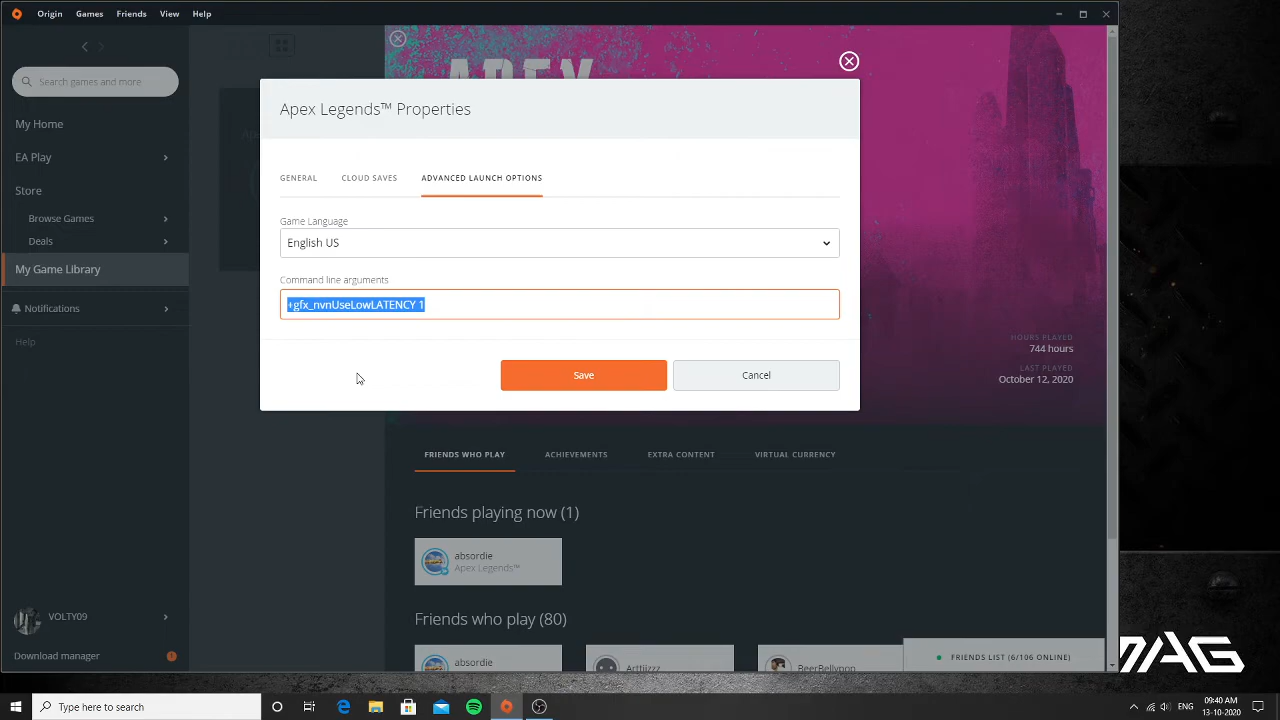 Origin Games Friends View Help
Search games and more
My Home
EA Play
Store
Browse Games
Deals
My Game Library
Notifications
Help
VOLTY09
Download manager
APEX
Apex Legends™ Properties
GENERAL CLOUD SAVES ADVANCED LAUNCH OPTIONS
Game Language
English US
Command line arguments
+gfx_nvnUseLowLATENCY 1
Save Cancel
HOURS PLAYED
744 hours
LAST PLAYED
October 12, 2020
FRIENDS WHO PLAY ACHIEVEMENTS EXTRA CONTENT VIRTUAL CURRENCY
Friends playing now (1)
absordie
Apex Legends™
Friends who play (80)
absordie
Arttiizzz
BeerBellypop
FRIENDS LIST (6/106 ONLINE)
Type here to search
09:40 AM
ENG
13-10-2020